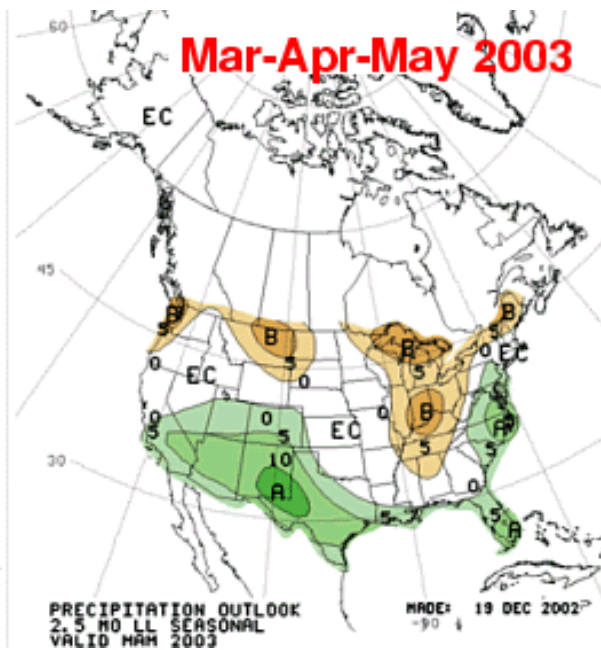 60
Mar-Apr-May 2003
EC
45
B
5
B
5
B
5
B
5
0
EC
0
EC
0
0
B
5
A
5
0
5
0
5
EC
10
A
30
5
0
5
A
PRECIPITATION OUTLOOK
2.5 MO LL SEASONAL
VALID MAM 2003
MADE: 19 DEC 2002
-90